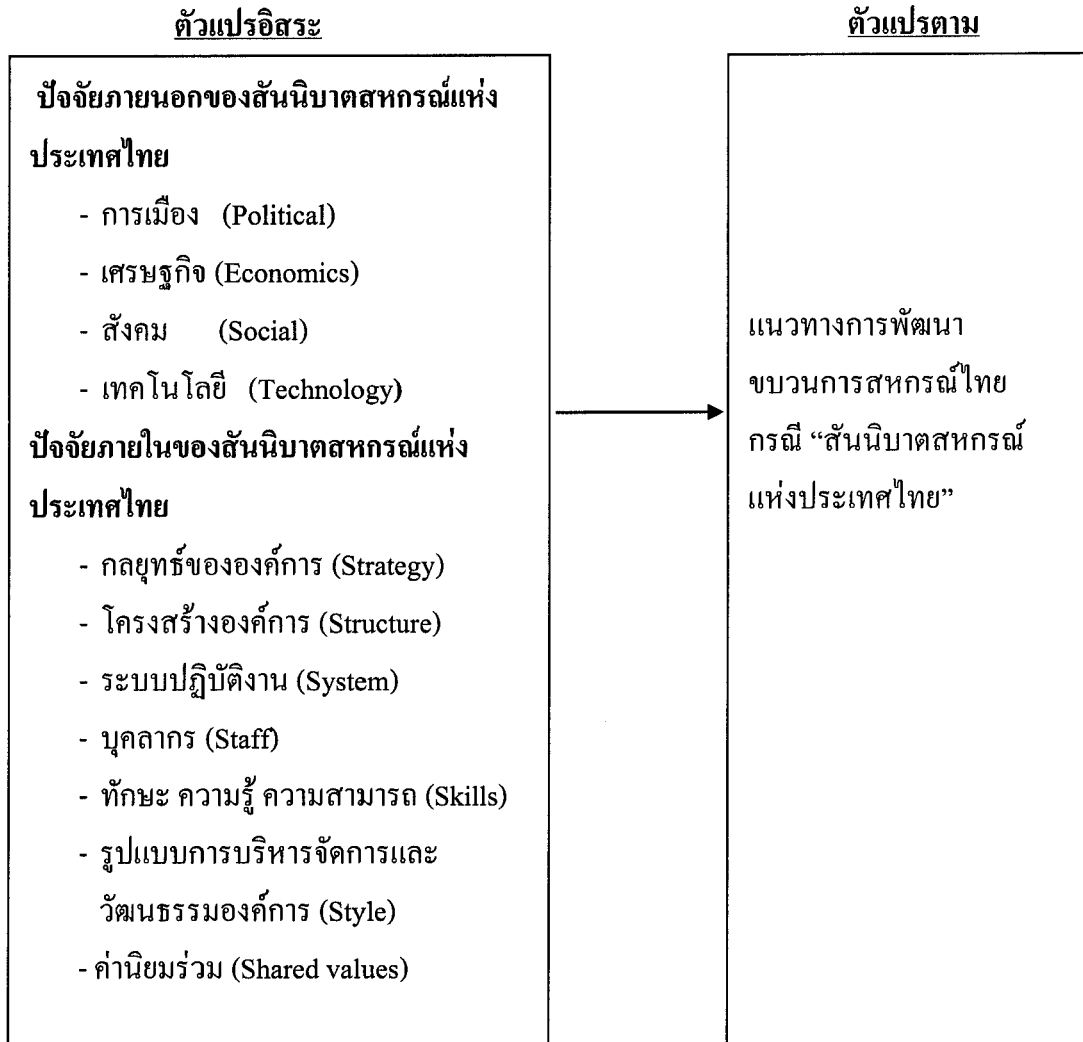 ตัวแปรอิสระ
ปัจจัยภายนอกของสันนิบาตสหกรณ์แห่ง
ประเทศไทย
- การเมือง (Political)
- เศรษฐกิจ (Economics)
- สังคม (Social)
- เทคโนโลยี (Technology)
ปัจจัยภายในของสันนิบาตสหกรณ์แห่ง
ประเทศไทย
- กลยุทธ์ขององค์การ (Strategy)
- โครงสร้างองค์การ (Structure)
- ระบบปฏิบัติงาน (System)
- บุคลากร (Staff)
- ทักษะ ความรู้ ความสามารถ (Skills)
- รูปแบบการบริหารจัดการและ
วัฒนธรรมองค์การ (Style)
- ค่านิยมร่วม (Shared values)
ตัวแปรตาม
แนวทางการพัฒนา
ขบวนการสหกรณ์ไทย
กรณี “สันนิบาตสหกรณ์
แห่งประเทศไทย”